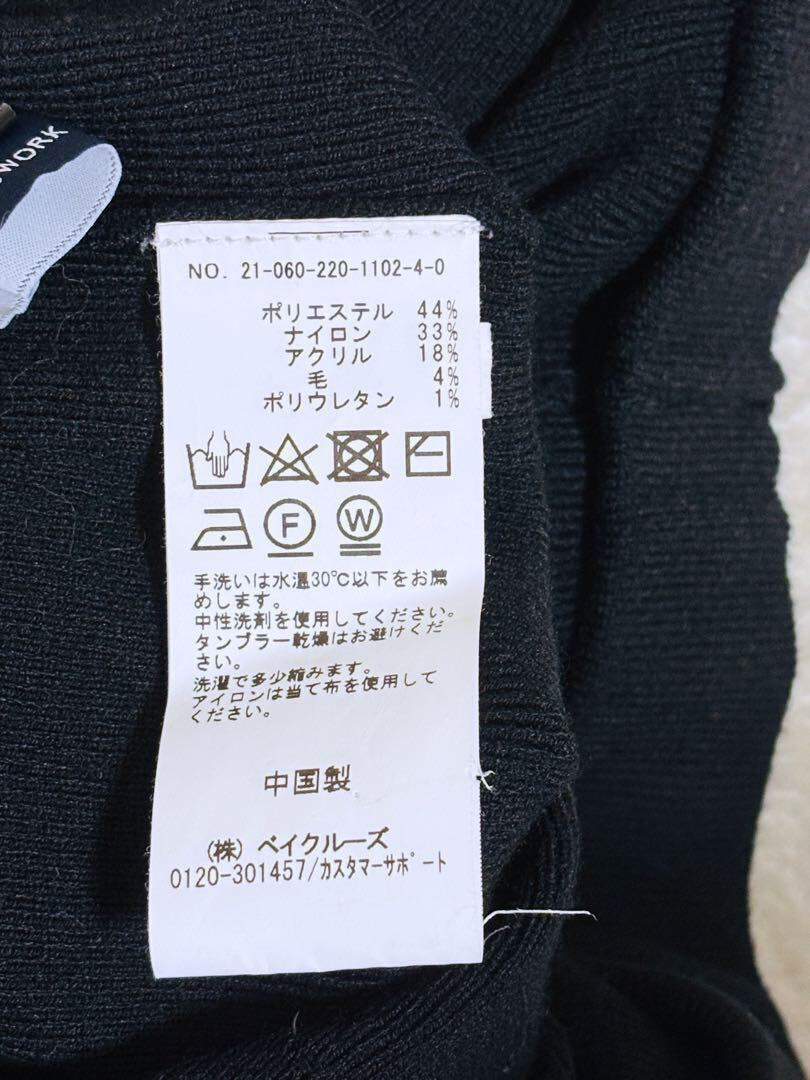 WORK
NO. 21-060-220-1102-4-0
ポリエステル 44%
ナイロン 33%
アクリル 18%
毛 4%
ポリウレタン 1%
F
W
手洗いは水温30℃以下をお薦
めします。
中性洗剤を使用してください。
タンブラー乾燥はお避けくだ
さい。
洗濯で多少縮みます。
アイロンは当て布を使用して
ください。
中国製
(株) ベイクルーズ
0120-301457/カスタマーサポート